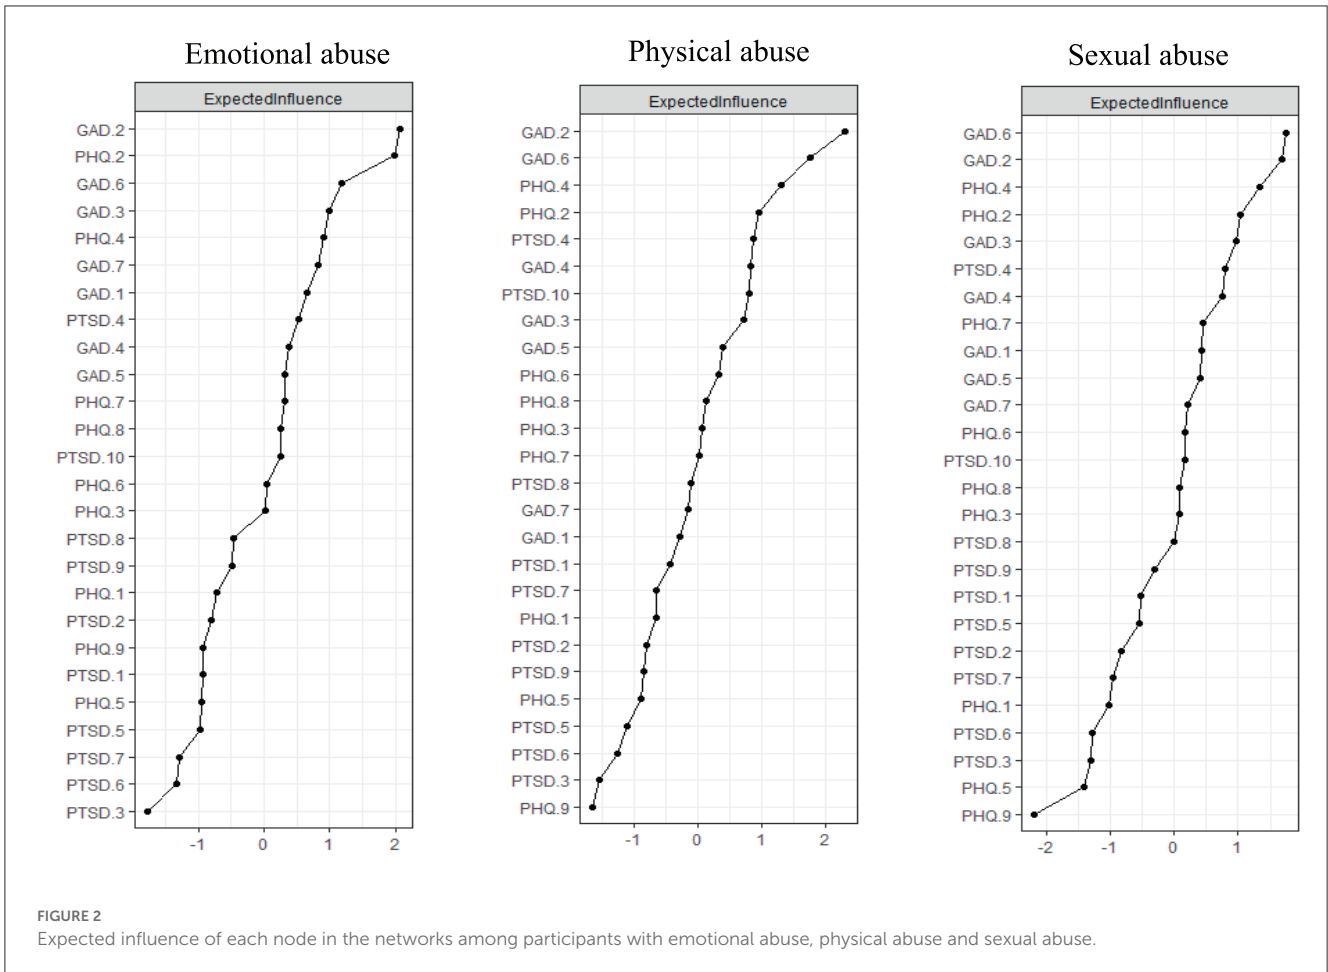 Emotional abuse
ExpectedInfluence
GAD.2
PHQ.2
GAD.6
GAD.3
PHQ.4
GAD.7
GAD.1
PTSD.4
GAD.4
GAD.5
PHQ.7
PHQ.8
PTSD.10
PHQ.6
PHQ.3
PTSD.8
PTSD.9
PHQ.1
PTSD.2
PHQ.9
PTSD.1
PHQ.5
PTSD.5
PTSD.7
PTSD.6
PTSD.3
-1 0 1 2
Physical abuse
ExpectedInfluence
GAD.2
GAD.6
PHQ.4
PHQ.2
PTSD.4
GAD.4
PTSD.10
GAD.3
GAD.5
PHQ.6
PHQ.8
PHQ.3
PHQ.7
PTSD.8
GAD.7
GAD.1
PTSD.1
PTSD.7
PHQ.1
PTSD.2
PTSD.9
PHQ.5
PTSD.5
PTSD.6
PTSD.3
PHQ.9
-1 0 1 2
Sexual abuse
ExpectedInfluence
GAD.6
GAD.2
PHQ.4
PHQ.2
GAD.3
PTSD.4
GAD.4
PHQ.7
GAD.1
GAD.5
GAD.7
PHQ.6
PTSD.10
PHQ.8
PHQ.3
PTSD.8
PTSD.9
PTSD.1
PTSD.5
PTSD.2
PTSD.7
PHQ.1
PTSD.6
PTSD.3
PHQ.5
PHQ.9
-2 -1 0 1
FIGURE 2
Expected influence of each node in the networks among participants with emotional abuse, physical abuse and sexual abuse.